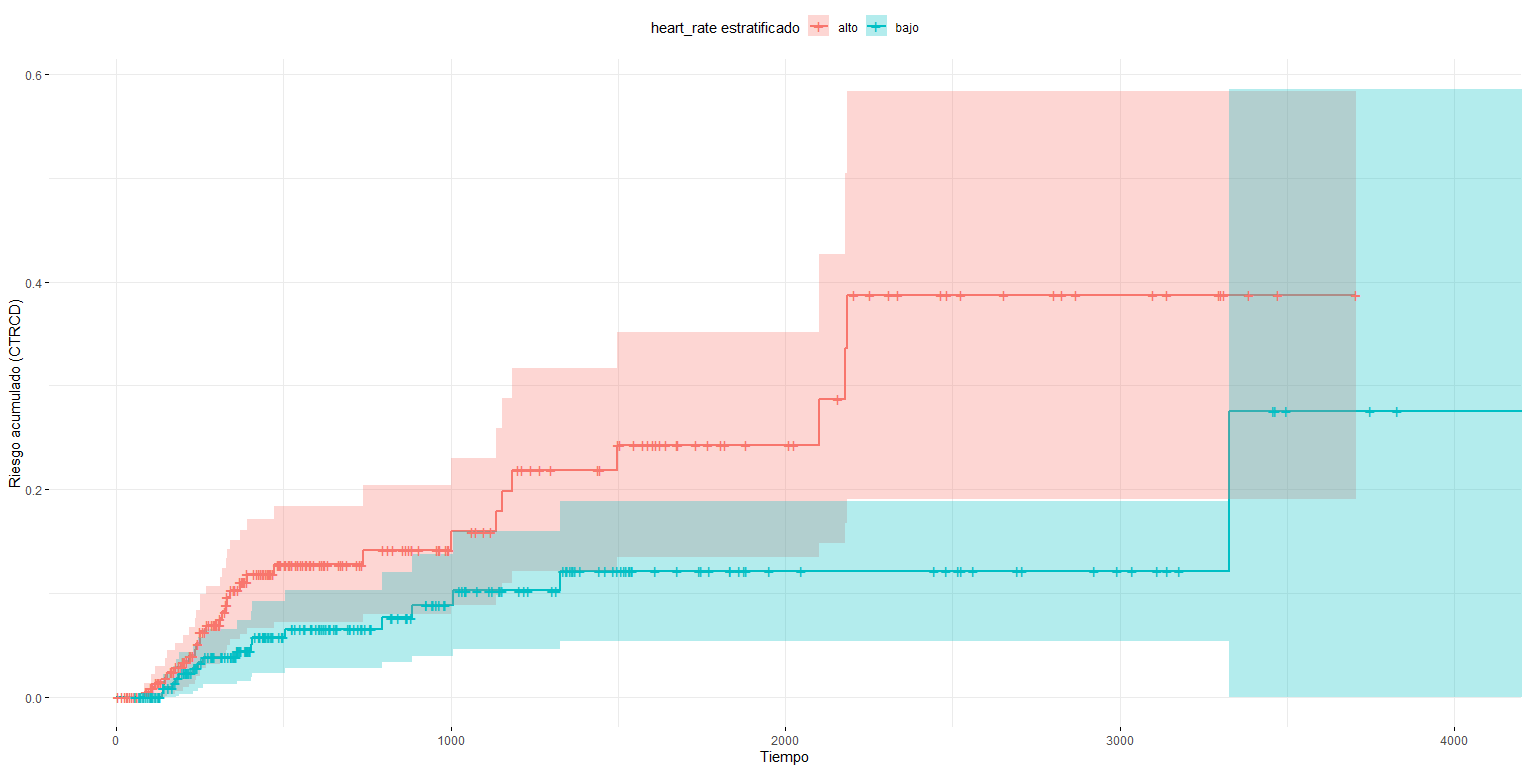 heart_rate estratificado alto bajo
0.6
0.4
0.2
0.0
Riesgo acumulado (CTRCD)
0 1000 2000 3000 4000
Tiempo